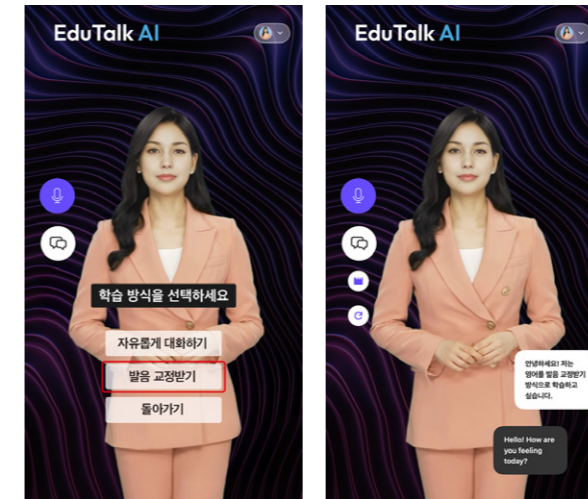 EduTalk AI
학습 방식을 선택하세요
자유롭게 대화하기
발음 교정받기
돌아가기
EduTalk AI
안녕하세요! 저는
영어를 발음 교정받기
방식으로 학습하고
싶습니다.
Hello! How are
you feeling
today?